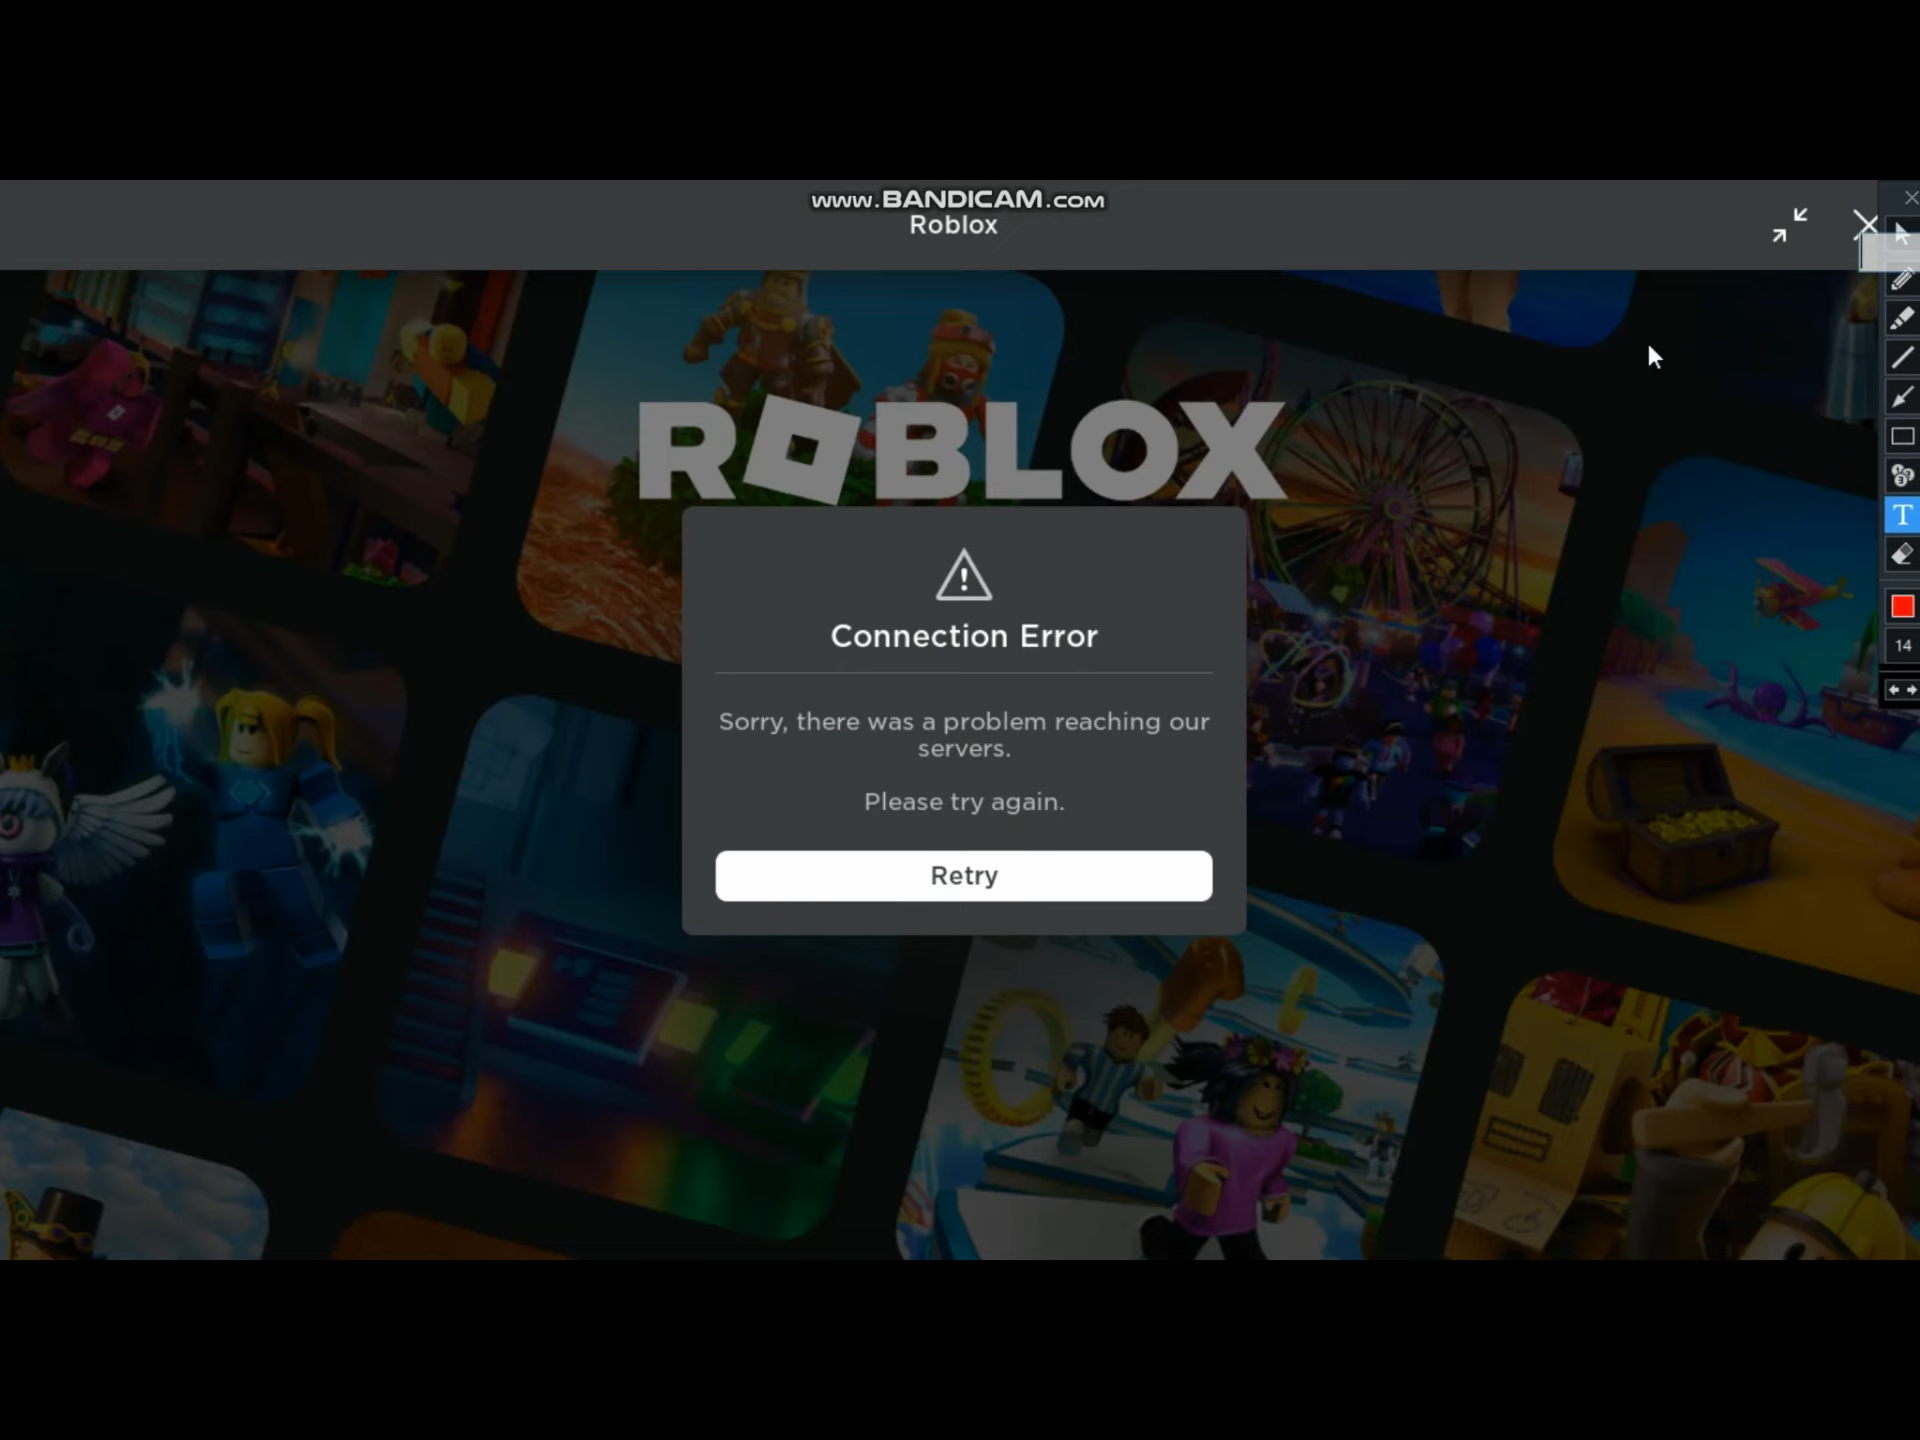 www.BANDICAM.com
Roblox
ROBLOX
Connection Error
Sorry, there was a problem reaching our
servers.
Please try again.
Retry
T
14